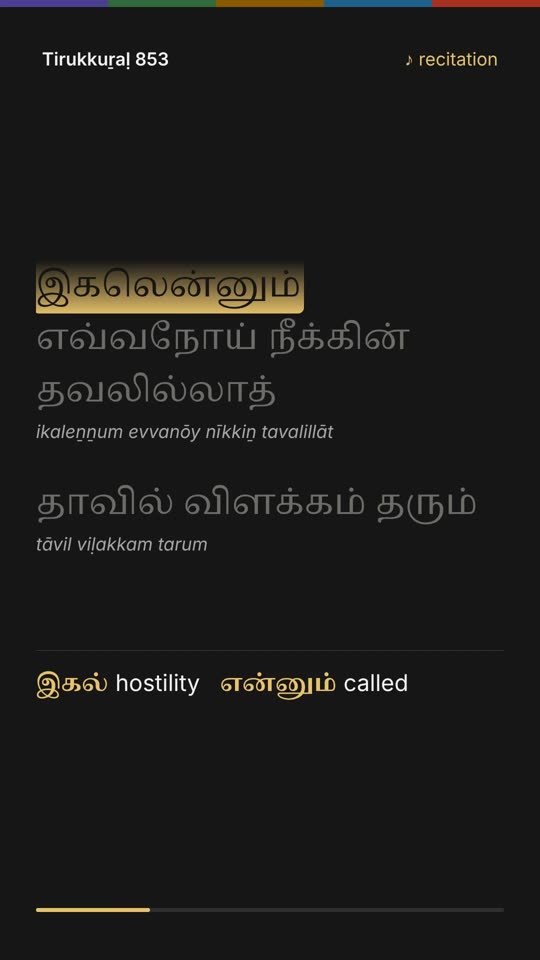 Tirukkuṟaḷ 853
♪ recitation
இகலென்னும்
எவ்வநோய் நீக்கின்
தவலில்லாத்
ikaleṉṉum evvanōy nīkkiṉ tavalillāt
தாவில் விளக்கம் தரும்
tāvil viḷakkam tarum
இகல் hostility என்னும் called